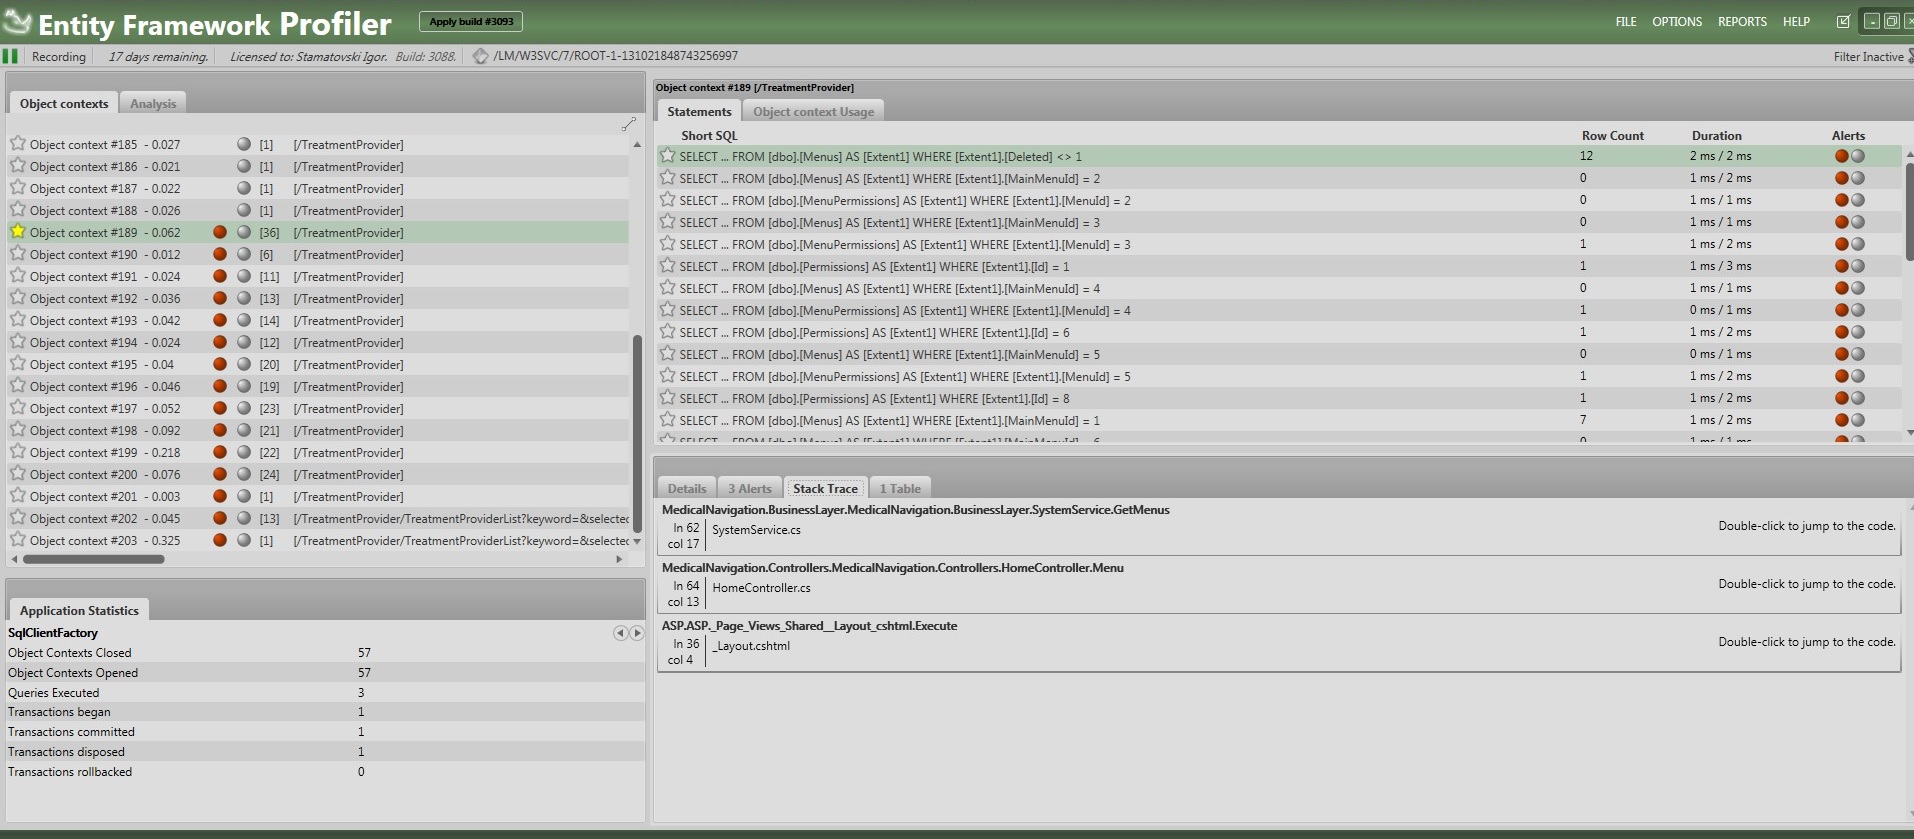 Entity Framework Profiler
Apply build #3093
FILE OPTIONS REPORTS HELP
Recording 17 days remaining. Licensed to: Stamatovski Igor. Build: 3088. /LM/W3SVC/7/ROOT-1-131021848743256997 Filter Inactive
Object contexts Analysis
Object context #185 - 0.027 [1] [/TreatmentProvider]
Object context #186 - 0.021 [1] [/TreatmentProvider]
Object context #187 - 0.022 [1] [/TreatmentProvider]
Object context #188 - 0.026 [1] [/TreatmentProvider]
Object context #189 - 0.062 [36] [/TreatmentProvider]
Object context #190 - 0.012 [6] [/TreatmentProvider]
Object context #191 - 0.024 [11] [/TreatmentProvider]
Object context #192 - 0.036 [13] [/TreatmentProvider]
Object context #193 - 0.042 [14] [/TreatmentProvider]
Object context #194 - 0.024 [12] [/TreatmentProvider]
Object context #195 - 0.04 [20] [/TreatmentProvider]
Object context #196 - 0.046 [19] [/TreatmentProvider]
Object context #197 - 0.052 [23] [/TreatmentProvider]
Object context #198 - 0.092 [21] [/TreatmentProvider]
Object context #199 - 0.218 [22] [/TreatmentProvider]
Object context #200 - 0.076 [24] [/TreatmentProvider]
Object context #201 - 0.003 [1] [/TreatmentProvider]
Object context #202 - 0.045 [13] [/TreatmentProvider/TreatmentProviderList?keyword=&selected
Object context #203 - 0.325 [1] [/TreatmentProvider/TreatmentProviderList?keyword=&selected
Application Statistics
SqlClientFactory
Object Contexts Closed 57
Object Contexts Opened 57
Queries Executed 3
Transactions began 1
Transactions committed 1
Transactions disposed 1
Transactions rollbacked 0
Object context #189 [/TreatmentProvider]
Statements Object context Usage
Short SQL Row Count Duration Alerts
SELECT ... FROM [dbo].[Menus] AS [Extent1] WHERE [Extent1].[Deleted] <> 1 12 2 ms / 2 ms
SELECT ... FROM [dbo].[Menus] AS [Extent1] WHERE [Extent1].[MainMenuId] = 2 0 1 ms / 2 ms
SELECT ... FROM [dbo].[MenuPermissions] AS [Extent1] WHERE [Extent1].[MenuId] = 2 0 1 ms / 1 ms
SELECT ... FROM [dbo].[Menus] AS [Extent1] WHERE [Extent1].[MainMenuId] = 3 0 1 ms / 1 ms
SELECT ... FROM [dbo].[MenuPermissions] AS [Extent1] WHERE [Extent1].[MenuId] = 3 1 1 ms / 2 ms
SELECT ... FROM [dbo].[Permissions] AS [Extent1] WHERE [Extent1].[Id] = 1 1 1 ms / 3 ms
SELECT ... FROM [dbo].[Menus] AS [Extent1] WHERE [Extent1].[MainMenuId] = 4 0 1 ms / 1 ms
SELECT ... FROM [dbo].[MenuPermissions] AS [Extent1] WHERE [Extent1].[MenuId] = 4 1 0 ms / 1 ms
SELECT ... FROM [dbo].[Permissions] AS [Extent1] WHERE [Extent1].[Id] = 6 1 1 ms / 2 ms
SELECT ... FROM [dbo].[Menus] AS [Extent1] WHERE [Extent1].[MainMenuId] = 5 0 0 ms / 1 ms
SELECT ... FROM [dbo].[MenuPermissions] AS [Extent1] WHERE [Extent1].[MenuId] = 5 1 1 ms / 2 ms
SELECT ... FROM [dbo].[Permissions] AS [Extent1] WHERE [Extent1].[Id] = 8 1 1 ms / 2 ms
SELECT ... FROM [dbo].[Menus] AS [Extent1] WHERE [Extent1].[MainMenuId] = 1 7 1 ms / 2 ms
SELECT ... FROM [dbo].[Menus] AS [Extent1] WHERE [Extent1].[MainMenuId] = 6 0 1 ms / 1 ms
Details 3 Alerts Stack Trace 1 Table
MedicalNavigation.BusinessLayer.MedicalNavigation.BusinessLayer.SystemService.GetMenus
ln 62 SystemService.cs Double-click to jump to the code.
col 17
MedicalNavigation.Controllers.MedicalNavigation.Controllers.HomeController.Menu
ln 64 HomeController.cs Double-click to jump to the code.
col 13
ASP.ASP._Page_Views_Shared__Layout_cshtml.Execute
ln 36 _Layout.cshtml Double-click to jump to the code.
col 4